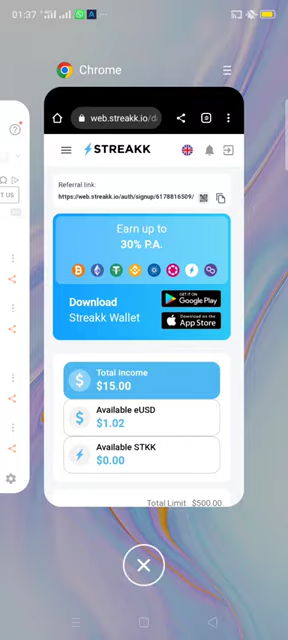 01:37
Chrome
web.streakk.io/d
STREAKK
Referral link:
https://web.streakk.io/auth/signup/6178816509/
Earn up to
30% P.A.
Download
Streakk Wallet
GET IT ON
Google Play
Download on the
App Store
Total Income
$15.00
Available eUSD
$1.02
Available STKK
$0.00
Total Limit $500.00
T US